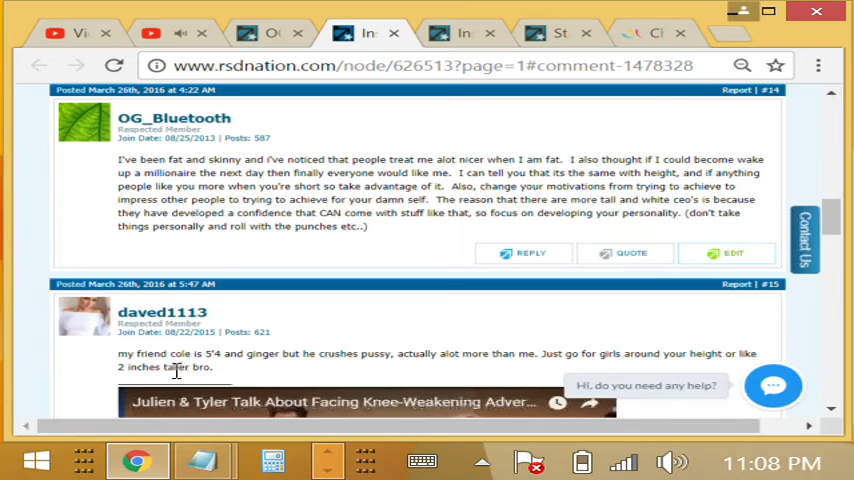 Vi
O
In
In
St
Cl
www.rsdnation.com/node/626513?page=1#comment-1478328
Posted March 26th, 2016 at 4:22 AM
Report | #14
OG_Bluetooth
Respected Member
Join Date: 08/25/2013 | Posts: 587
I've been fat and skinny and i've noticed that people treat me alot nicer when I am fat. I also thought if I could become wake
up a millionaire the next day then finally everyone would like me. I can tell you that its the same with height, and if anything
people like you more when you're short so take advantage of it. Also, change your motivations from trying to achieve to
impress other people to trying to achieve for your damn self. The reason that there are more tall and white ceo's is because
they have developed a confidence that CAN come with stuff like that, so focus on developing your personality. (don't take
things personally and roll with the punches etc..)
REPLY
QUOTE
EDIT
Contact Us
Posted March 26th, 2016 at 5:47 AM
Report | #15
daved1113
Respected Member
Join Date: 08/22/2015 | Posts: 621
my friend cole is 5'4 and ginger but he crushes pussy, actually alot more than me. Just go for girls around your height or like
2 inches taller bro.
Hi, do you need any help?
Julien & Tyler Talk About Facing Knee-Weakening Adver...
11:08 PM